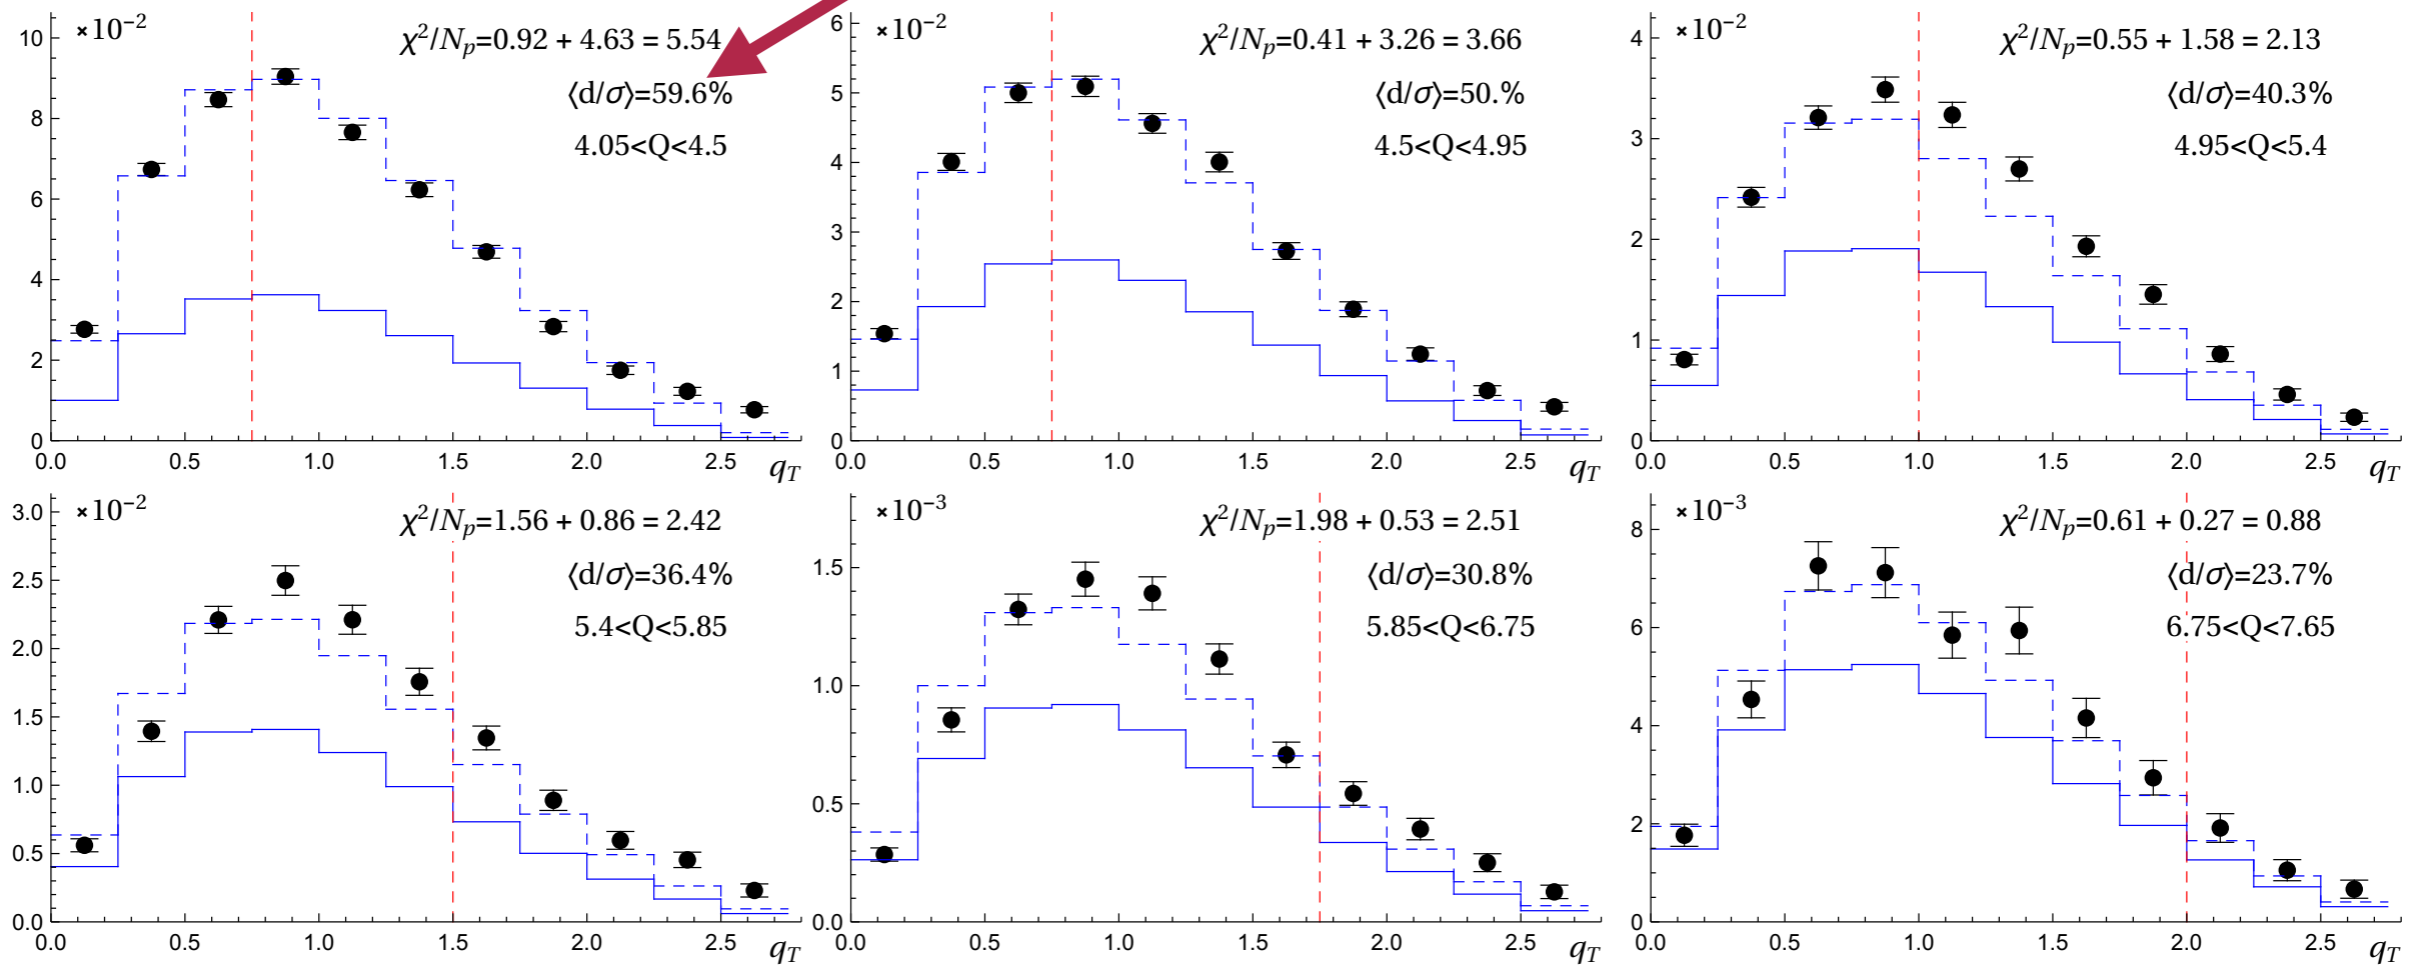 ×10⁻²
χ²/Nₚ=0.92 + 4.63 = 5.54
⟨d/σ⟩=59.6%
4.05<Q<4.5
10
8
6
4
2
0
0.0 0.5 1.0 1.5 2.0 2.5 q_T
×10⁻²
χ²/Nₚ=0.41 + 3.26 = 3.66
⟨d/σ⟩=50.%
4.5<Q<4.95
6
5
4
3
2
1
0
0.0 0.5 1.0 1.5 2.0 2.5 q_T
×10⁻²
χ²/Nₚ=0.55 + 1.58 = 2.13
⟨d/σ⟩=40.3%
4.95<Q<5.4
4
3
2
1
0
0.0 0.5 1.0 1.5 2.0 2.5 q_T
×10⁻²
χ²/Nₚ=1.56 + 0.86 = 2.42
⟨d/σ⟩=36.4%
5.4<Q<5.85
3.0
2.5
2.0
1.5
1.0
0.5
0.0
0.0 0.5 1.0 1.5 2.0 2.5 q_T
×10⁻³
χ²/Nₚ=1.98 + 0.53 = 2.51
⟨d/σ⟩=30.8%
5.85<Q<6.75
1.5
1.0
0.5
0.0
0.0 0.5 1.0 1.5 2.0 2.5 q_T
×10⁻³
χ²/Nₚ=0.61 + 0.27 = 0.88
⟨d/σ⟩=23.7%
6.75<Q<7.65
8
6
4
2
0
0.0 0.5 1.0 1.5 2.0 2.5 q_T